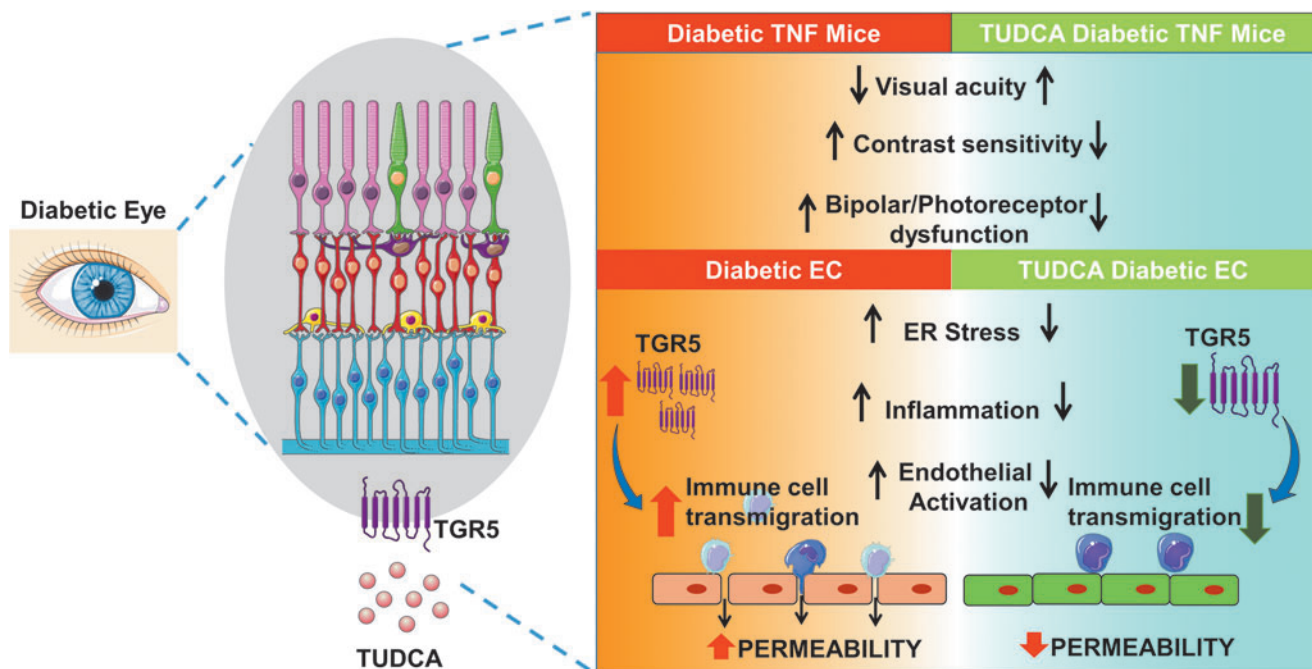 Diabetic Eye
TGR5
TUDCA
Diabetic TNF Mice
TUDCA Diabetic TNF Mice
Visual acuity
Contrast sensitivity
Bipolar/Photoreceptor
dysfunction
Diabetic EC
TUDCA Diabetic EC
ER Stress
TGR5
TGR5
Inflammation
Endothelial
Activation
Immune cell
transmigration
Immune cell
transmigration
PERMEABILITY
PERMEABILITY